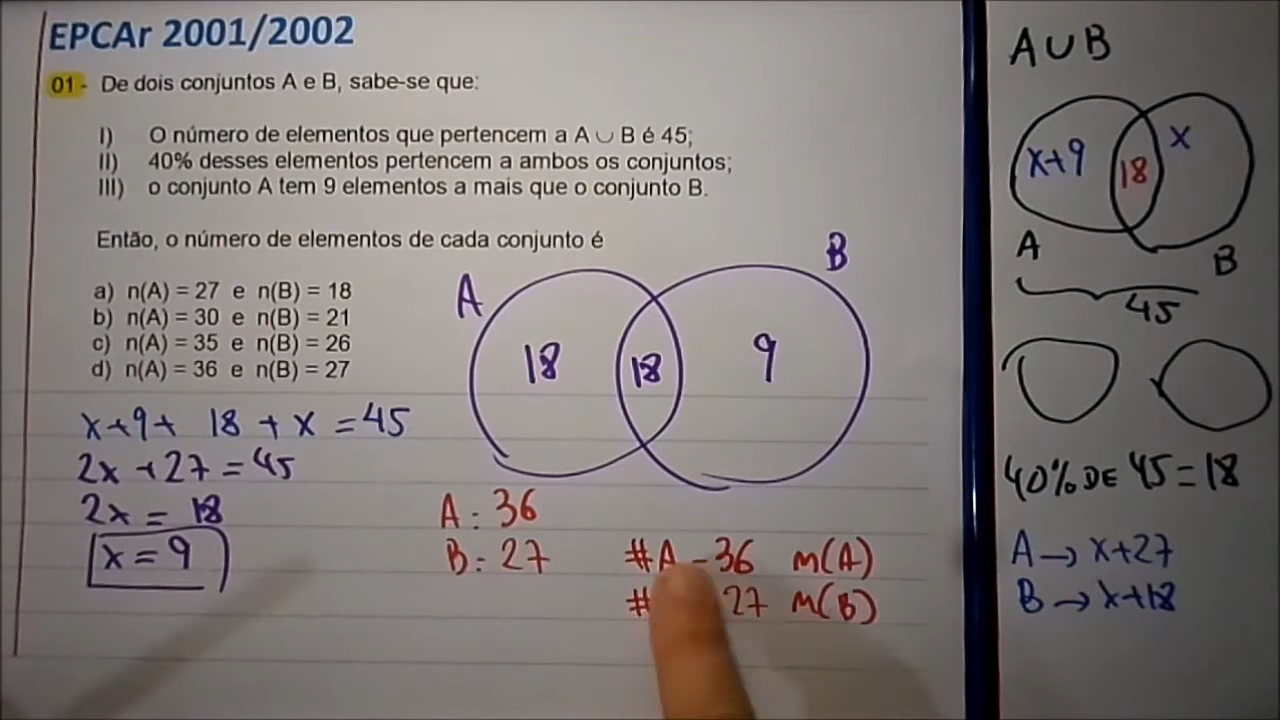 EPCAr 2001/2002
01 - De dois conjuntos A e B, sabe-se que:
I) O número de elementos que pertencem a A ∪ B é 45;
II) 40% desses elementos pertencem a ambos os conjuntos;
III) o conjunto A tem 9 elementos a mais que o conjunto B.
Então, o número de elementos de cada conjunto é
a) n(A) = 27 e n(B) = 18
b) n(A) = 30 e n(B) = 21
c) n(A) = 35 e n(B) = 26
d) n(A) = 36 e n(B) = 27
A B
18 18 9
x+9+ 18 + x = 45
2x + 27 = 45
2x = 18
x = 9
A : 36
B : 27
#A - 36 n(A)
# 27 n(B)
A ∪ B
x+9 18 x
A B
45
40% DE 45 = 18
A → x+27
B → x+18